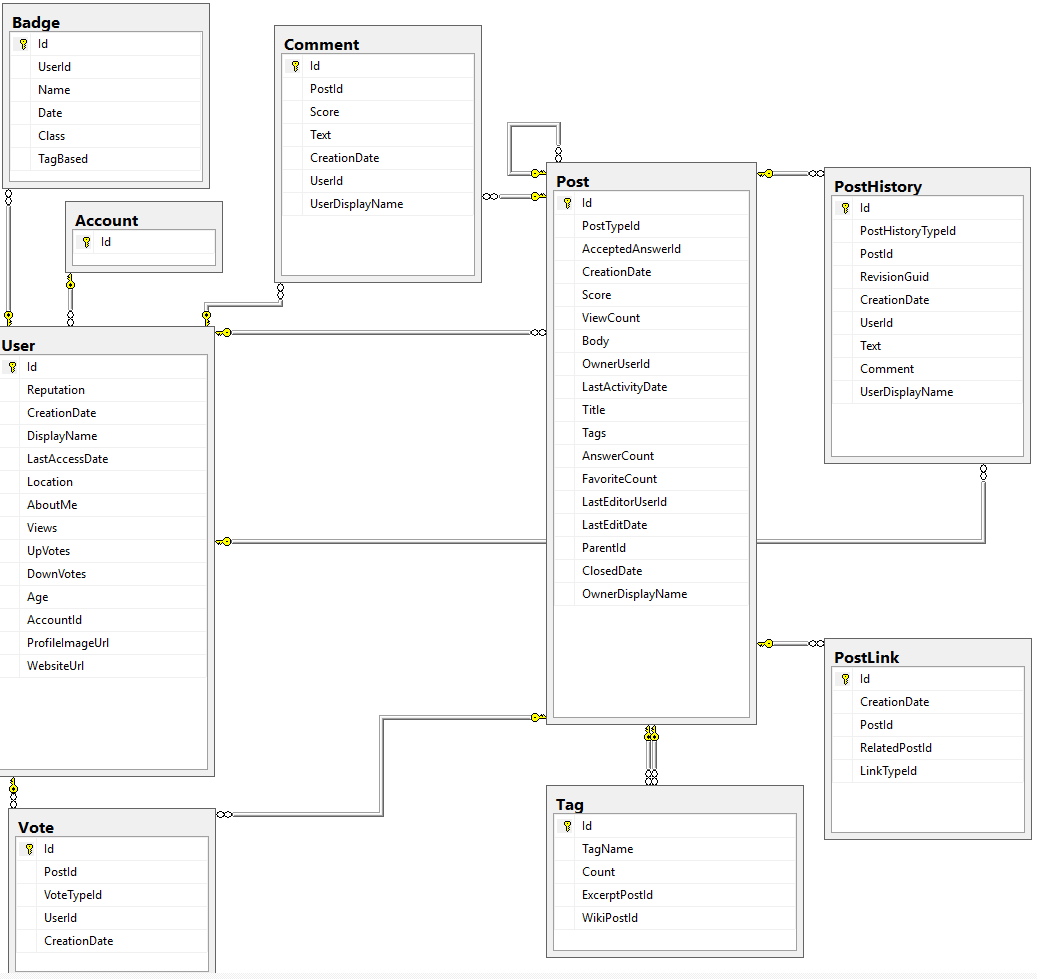 Badge
Id
UserId
Name
Date
Class
TagBased
Account
Id
Comment
Id
PostId
Score
Text
CreationDate
UserId
UserDisplayName
Post
Id
PostTypeId
AcceptedAnswerId
CreationDate
Score
ViewCount
Body
OwnerUserId
LastActivityDate
Title
Tags
AnswerCount
FavoriteCount
LastEditorUserId
LastEditDate
ParentId
ClosedDate
OwnerDisplayName
PostHistory
Id
PostHistoryTypeId
PostId
RevisionGuid
CreationDate
UserId
Text
Comment
UserDisplayName
User
Id
Reputation
CreationDate
DisplayName
LastAccessDate
Location
AboutMe
Views
UpVotes
DownVotes
Age
AccountId
ProfileImageUrl
WebsiteUrl
PostLink
Id
CreationDate
PostId
RelatedPostId
LinkTypeId
Vote
Id
PostId
VoteTypeId
UserId
CreationDate
Tag
Id
TagName
Count
ExcerptPostId
WikiPostId